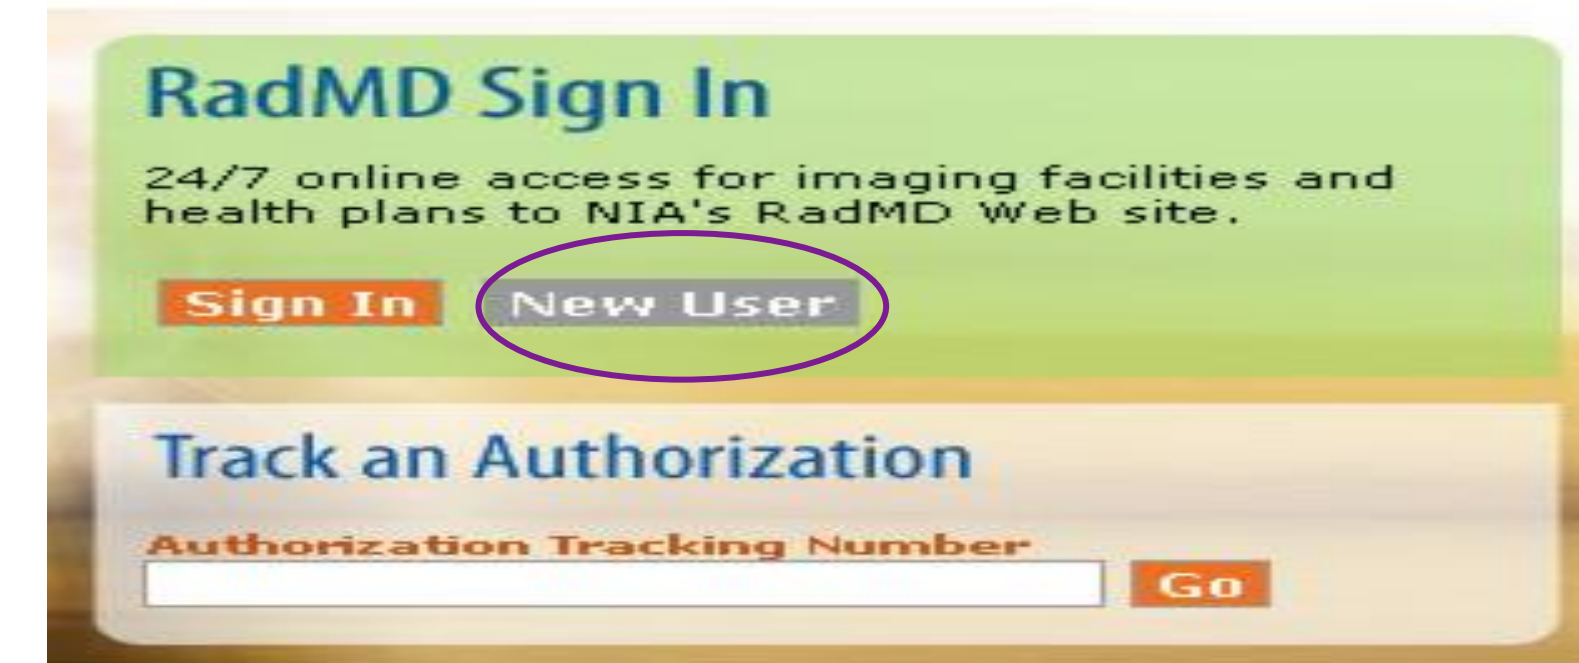 RadMD Sign In
24/7 online access for imaging facilities and
health plans to NIA's RadMD Web site.
Sign In New User
Track an Authorization
Authorization Tracking Number
Go